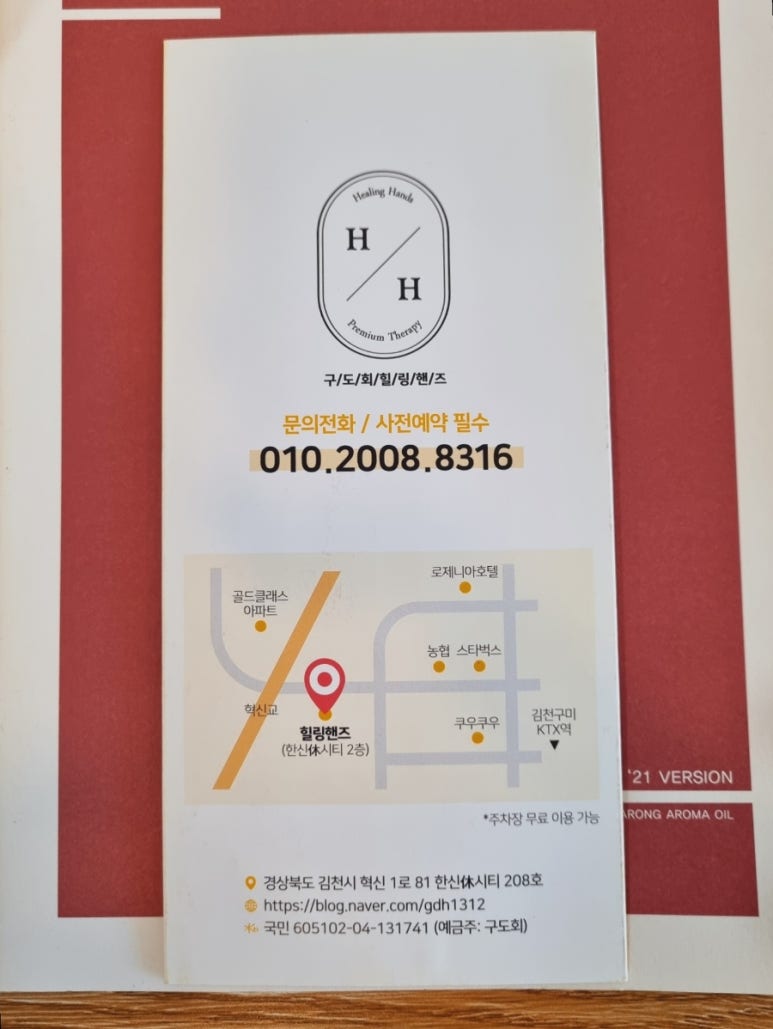 Healing Hands
H
H
Premium Therapy
구/도/회/힐/링/핸/즈
문의전화 / 사전예약 필수
010.2008.8316
로제니아호텔
골드클래스
아파트
농협 스타벅스
혁신교
쿠우쿠우
김천구미
KTX역
힐링핸즈
(한신休시티 2층)
'21 VERSION
*주차장 무료 이용 가능
ARONG AROMA OIL
경상북도 김천시 혁신 1로 81 한신休시티 208호
https://blog.naver.com/gdh1312
국민 605102-04-131741 (예금주: 구도회)